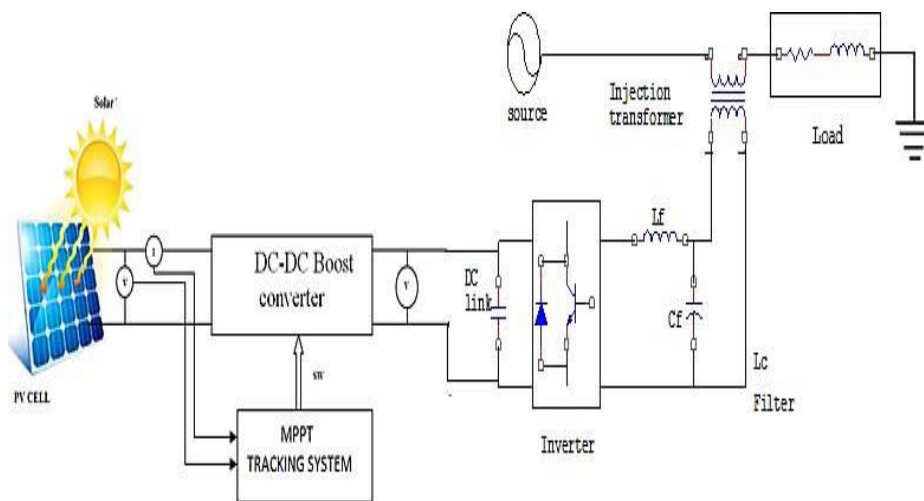 Solar
source
Injection
transformer
Load
I
V
DC-DC Boost
converter
V
DC
link
Lf
Cf
Lc
Filter
Inverter
PV CELL
sw
MPPT
TRACKING SYSTEM